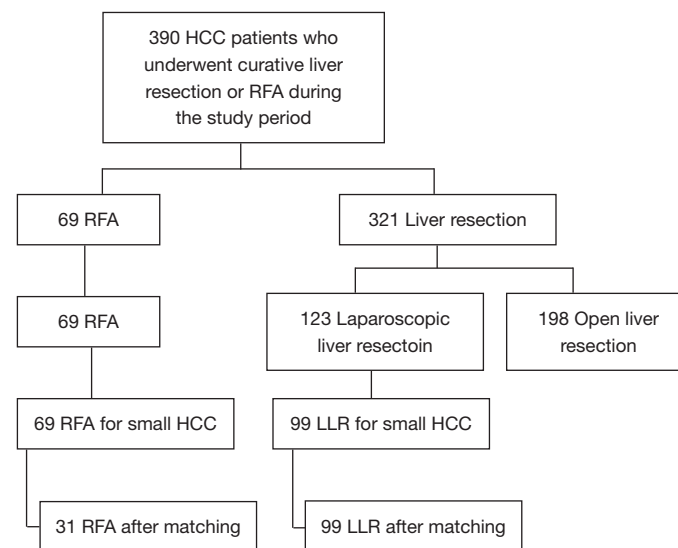 390 HCC patients who
underwent curative liver
resection or RFA during
the study period
69 RFA
321 Liver resection
69 RFA
123 Laparoscopic
liver resectoin
198 Open liver
resection
69 RFA for small HCC
99 LLR for small HCC
31 RFA after matching
99 LLR after matching